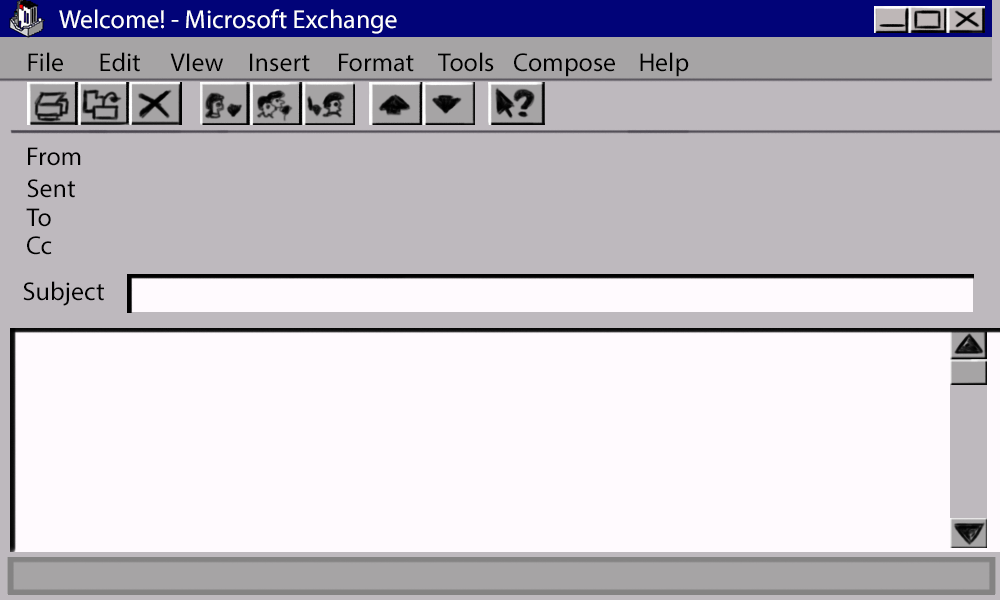 Welcome! - Microsoft Exchange
File Edit VIew Insert Format Tools Compose Help
From
Sent
To
Cc
Subject